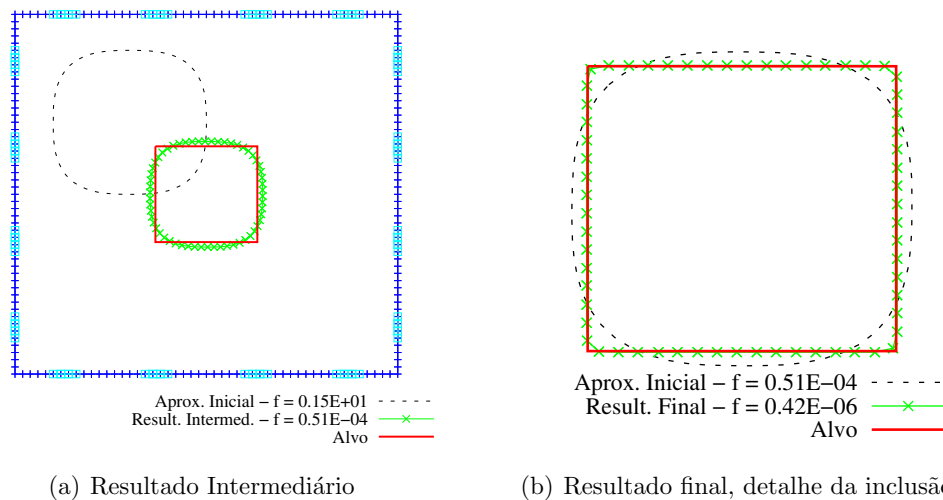 Aprox. Inicial – f = 0.15E+01
Result. Intermed. – f = 0.51E–04
Alvo
(a) Resultado Intermediário
Aprox. Inicial – f = 0.51E–04
Result. Final – f = 0.42E–06
Alvo
(b) Resultado final, detalhe da inclusão